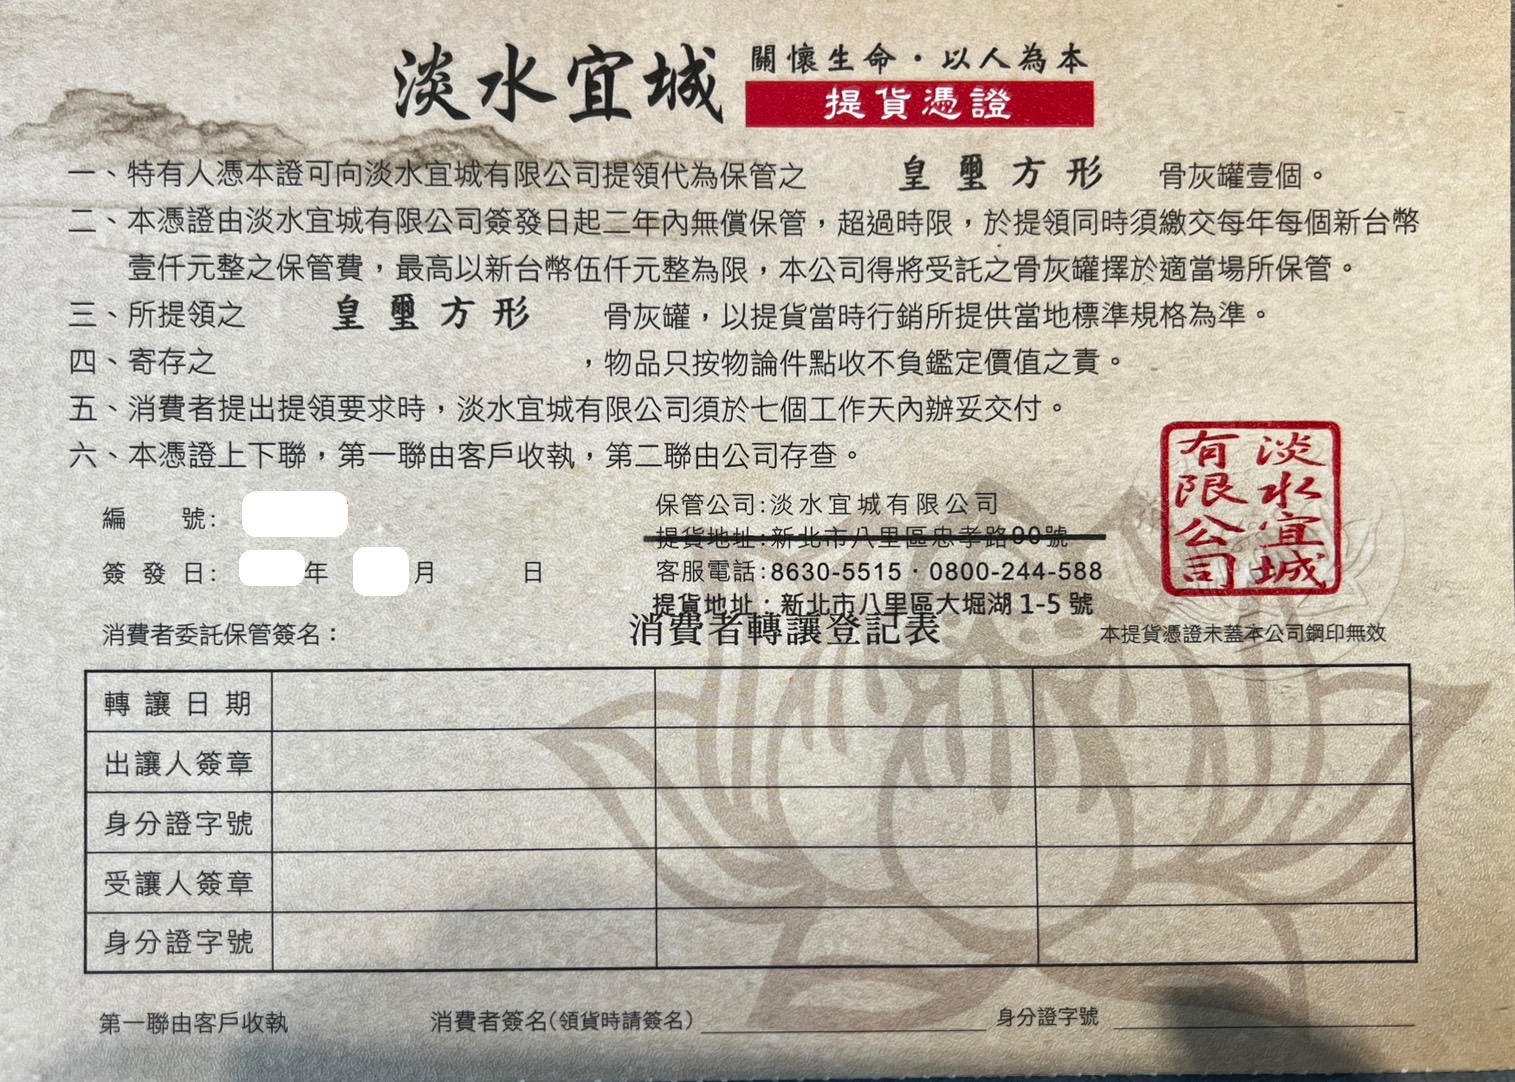 淡水宜城 關懷生命・以人為本
提貨憑證
一、特有人憑本證可向淡水宜城有限公司提領代為保管之 皇璽方形 骨灰罐壹個。
二、本憑證由淡水宜城有限公司簽發日起二年內無償保管，超過時限，於提領同時須繳交每年每個新台幣
壹仟元整之保管費，最高以新台幣伍仟元整為限，本公司得將受託之骨灰罐擇於適當場所保管。
三、所提領之 皇璽方形 骨灰罐，以提貨當時行銷所提供當地標準規格為準。
四、寄存之 ，物品只按物論件點收不負鑑定價值之責。
五、消費者提出提領要求時，淡水宜城有限公司須於七個工作天內辦妥交付。
六、本憑證上下聯，第一聯由客戶收執，第二聯由公司存查。
編 號：
簽發日： 年 月 日
消費者委託保管簽名：
保管公司：淡水宜城有限公司
提貨地址：新北市八里區忠孝路90號
客服電話：8630-5515・0800-244-588
提貨地址：新北市八里區大堀湖1-5號
淡水宜城有限公司
消費者轉讓登記表
本提貨憑證未蓋本公司鋼印無效
轉讓日期
出讓人簽章
身分證字號
受讓人簽章
身分證字號
第一聯由客戶收執 消費者簽名(領貨時請簽名) 身分證字號